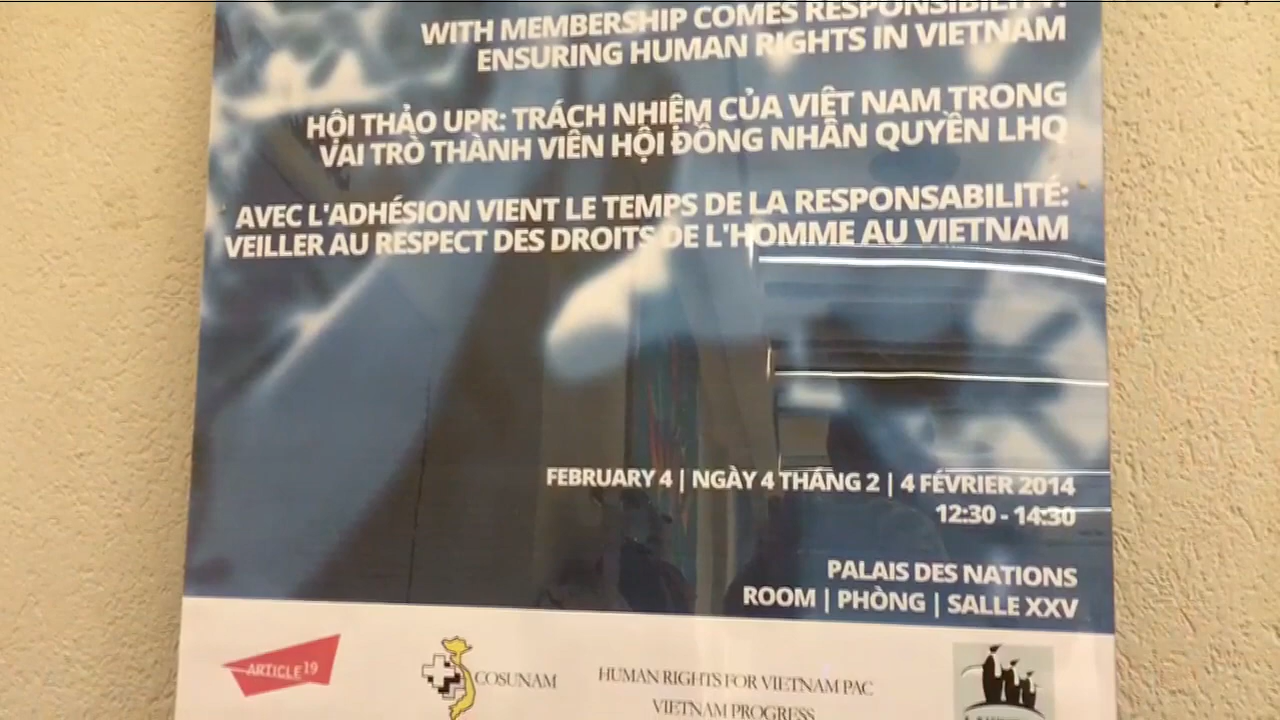 WITH MEMBERSHIP COMES RESPONSIBILITY:
ENSURING HUMAN RIGHTS IN VIETNAM
HỘI THẢO UPR: TRÁCH NHIỆM CỦA VIỆT NAM TRONG
VAI TRÒ THÀNH VIÊN HỘI ĐỒNG NHÂN QUYỀN LHQ
AVEC L'ADHÉSION VIENT LE TEMPS DE LA RESPONSABILITÉ:
VEILLER AU RESPECT DES DROITS DE L'HOMME AU VIETNAM
FEBRUARY 4 | NGÀY 4 THÁNG 2 | 4 FÉVRIER 2014
12:30 - 14:30
PALAIS DES NATIONS
ROOM | PHÒNG | SALLE XXV
ARTICLE 19
COSUNAM
HUMAN RIGHTS FOR VIETNAM PAC
VIETNAM PROGRESS